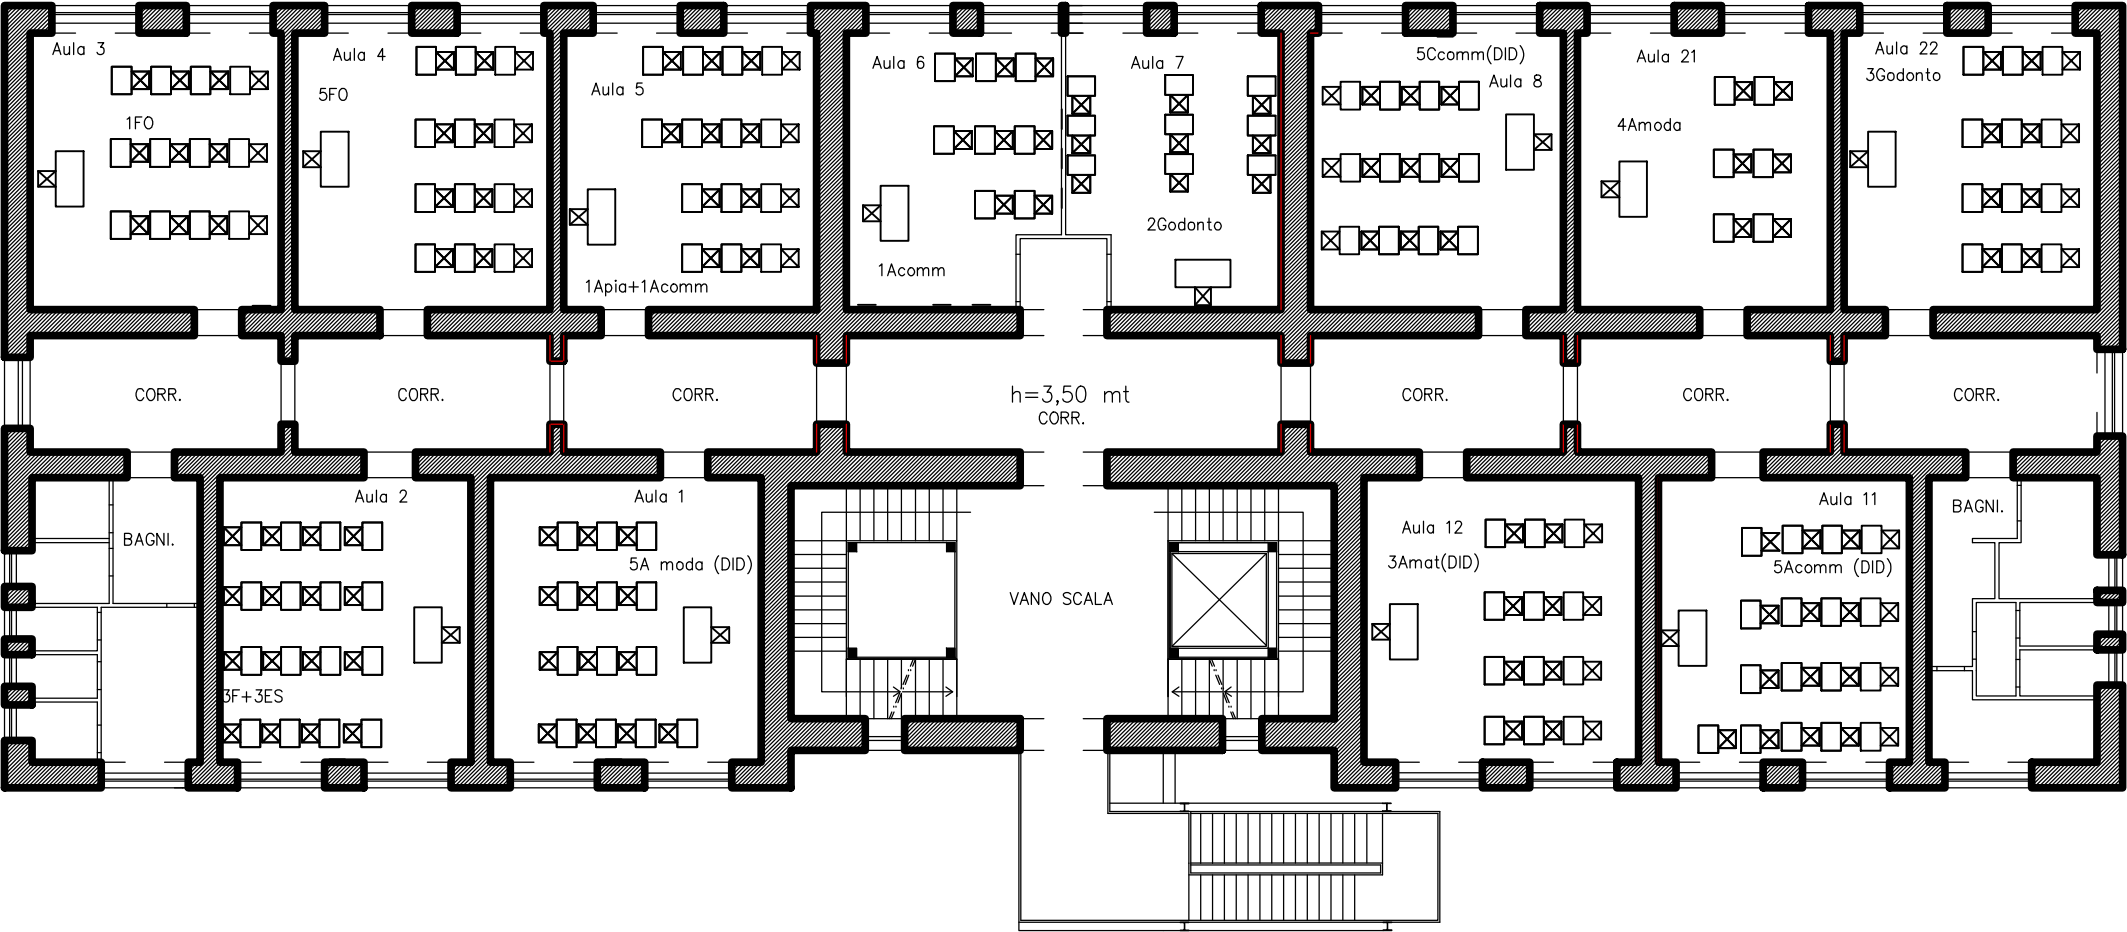 Aula 3
1FO
Aula 4
5FO
Aula 5
1Apia+1Acomm
Aula 6
1Acomm
Aula 7
2Godonto
5Ccomm(DID)
Aula 8
Aula 21
4Amoda
Aula 22
3Godonto
CORR.
CORR.
CORR.
h=3,50 mt
CORR.
CORR.
CORR.
CORR.
BAGNI.
Aula 2
3F+3ES
Aula 1
5A moda (DID)
VANO SCALA
Aula 12
3Amat(DID)
Aula 11
5Acomm (DID)
BAGNI.